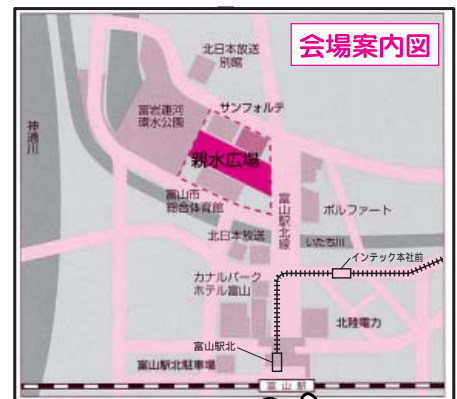 会場案内図
北日本放送
別館
サンフォルテ
富岩運河
環水公園
神通川
親水広場
富山市
総合体育館
富山駅北線
ボルファート
北日本放送
いたち川
インテック本社前
カナルパーク
ホテル富山
北陸電力
富山駅北
富山駅北駐車場
富山駅